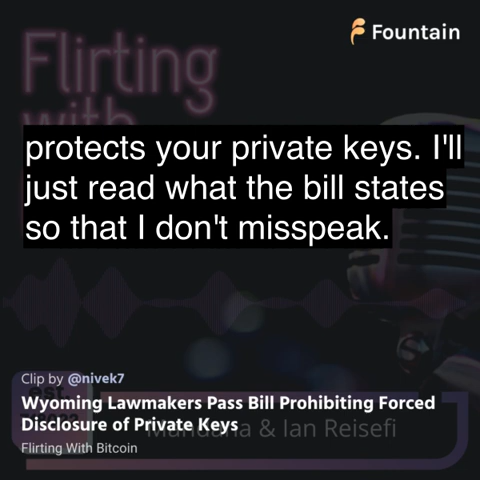 Fountain
Flirting
with
protects your private keys. I'll
just read what the bill states
so that I don't misspeak.
Clip by @nivek7
Wyoming Lawmakers Pass Bill Prohibiting Forced
Disclosure of Private Keys
& Ian Reisefi
Flirting With Bitcoin